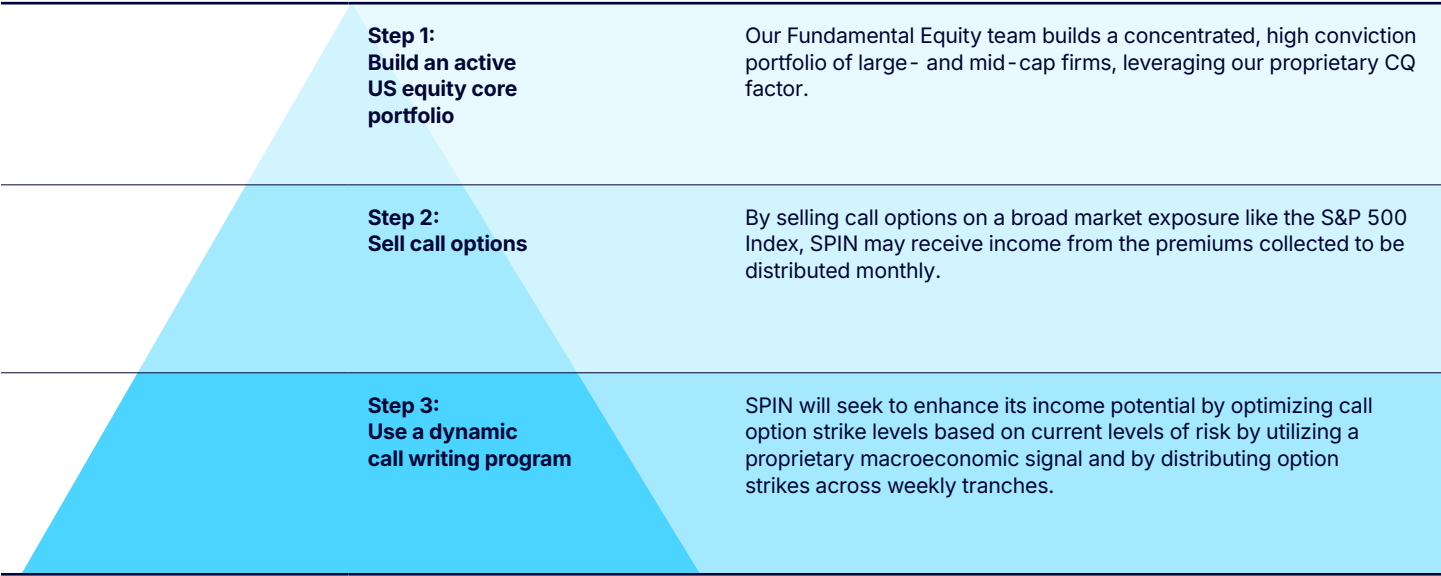 Step 1:
Build an active
US equity core
portfolio
Our Fundamental Equity team builds a concentrated, high conviction
portfolio of large- and mid-cap firms, leveraging our proprietary CQ
factor.
Step 2:
Sell call options
By selling call options on a broad market exposure like the S&P 500
Index, SPIN may receive income from the premiums collected to be
distributed monthly.
Step 3:
Use a dynamic
call writing program
SPIN will seek to enhance its income potential by optimizing call
option strike levels based on current levels of risk by utilizing a
proprietary macroeconomic signal and by distributing option
strikes across weekly tranches.